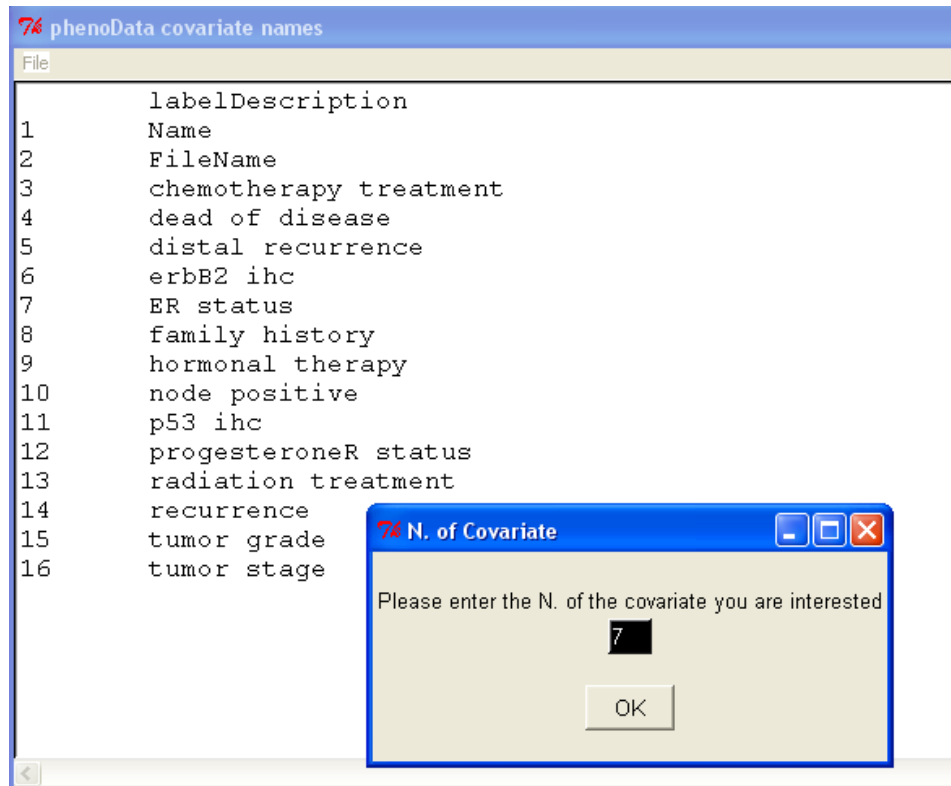 phenoData covariate names
File
labelDescription
1 Name
2 FileName
3 chemotherapy treatment
4 dead of disease
5 distal recurrence
6 erbB2 ihc
7 ER status
8 family history
9 hormonal therapy
10 node positive
11 p53 ihc
12 progesteroneR status
13 radiation treatment
14 recurrence
15 tumor grade
16 tumor stage
N. of Covariate
Please enter the N. of the covariate you are interested
7
OK